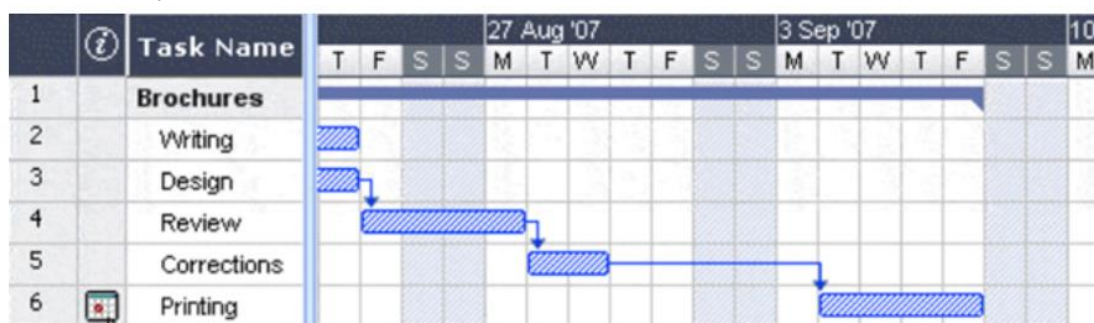 27 Aug '07 3 Sep '07 10
Task Name T F S S M T W T F S S M T W T F S S M
1 Brochures
2 Writing
3 Design
4 Review
5 Corrections
6 Printing